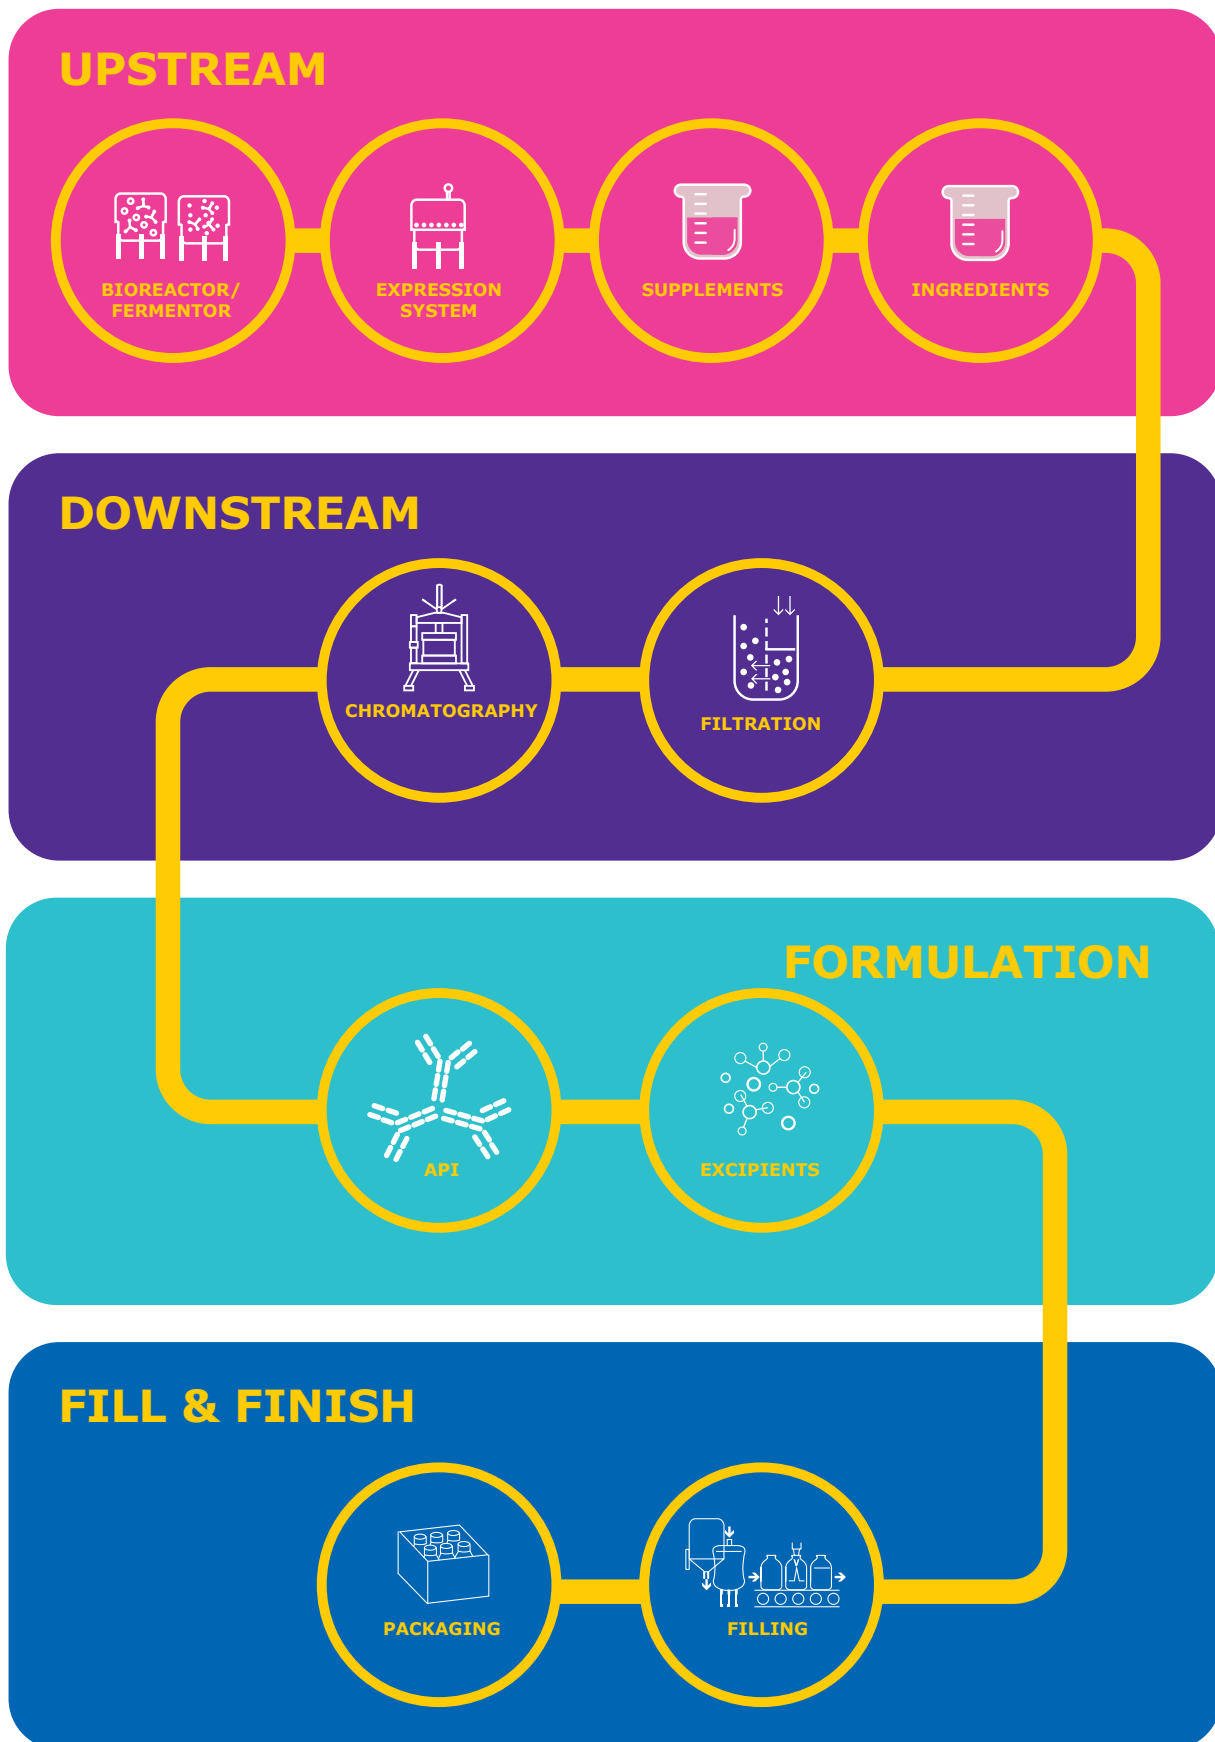 UPSTREAM
BIOREACTOR/
FERMENTOR
EXPRESSION
SYSTEM
SUPPLEMENTS
INGREDIENTS
DOWNSTREAM
CHROMATOGRAPHY
FILTRATION
FORMULATION
API
EXCIPIENTS
FILL & FINISH
PACKAGING
FILLING